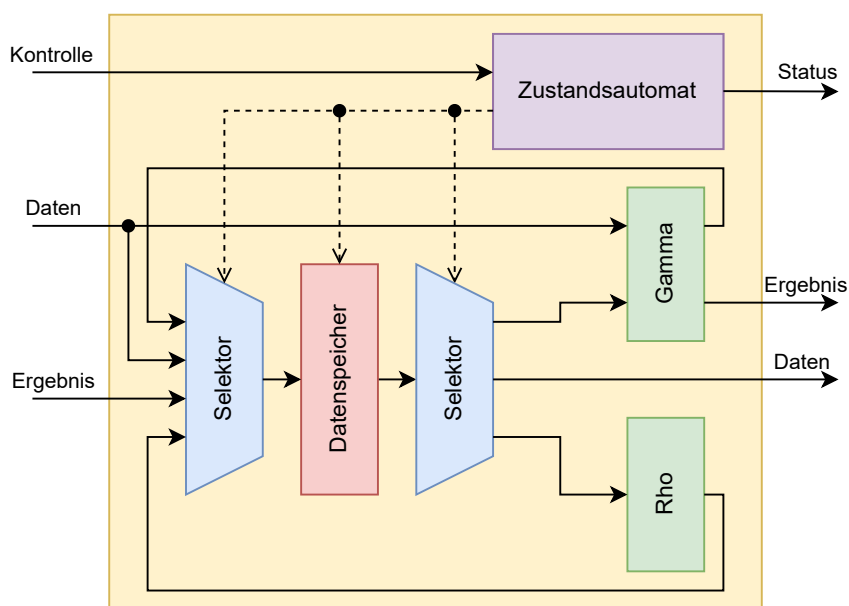 Kontrolle
Zustandsautomat
Status
Daten
Gamma
Ergebnis
Daten
Ergebnis
Selektor
Datenspeicher
Selektor
Rho